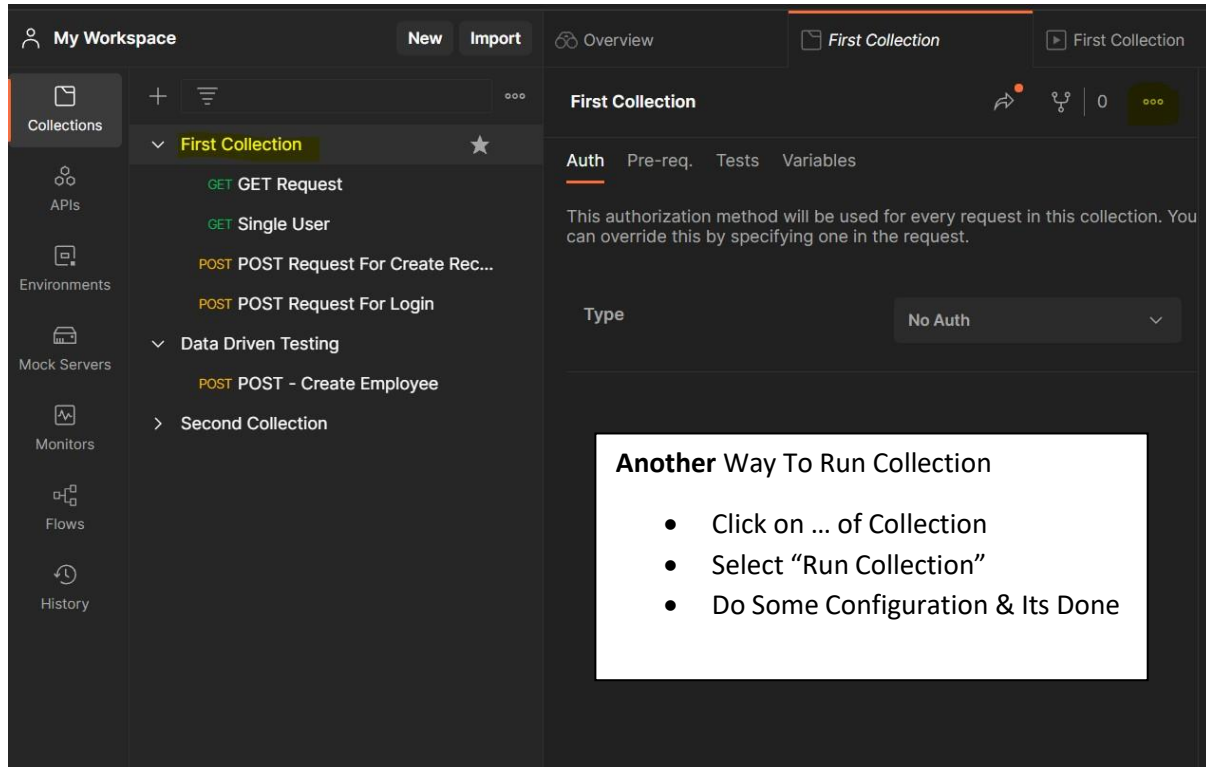 My Workspace
New
Import
Overview
First Collection
First Collection
Collections
APIs
Environments
Mock Servers
Monitors
Flows
History
First Collection
GET GET Request
GET Single User
POST POST Request For Create Rec...
POST POST Request For Login
Data Driven Testing
POST POST - Create Employee
Second Collection
First Collection
0
Auth Pre-req. Tests Variables
This authorization method will be used for every request in this collection. You
can override this by specifying one in the request.
Type
No Auth
Another Way To Run Collection
• Click on ... of Collection
• Select “Run Collection”
• Do Some Configuration & Its Done